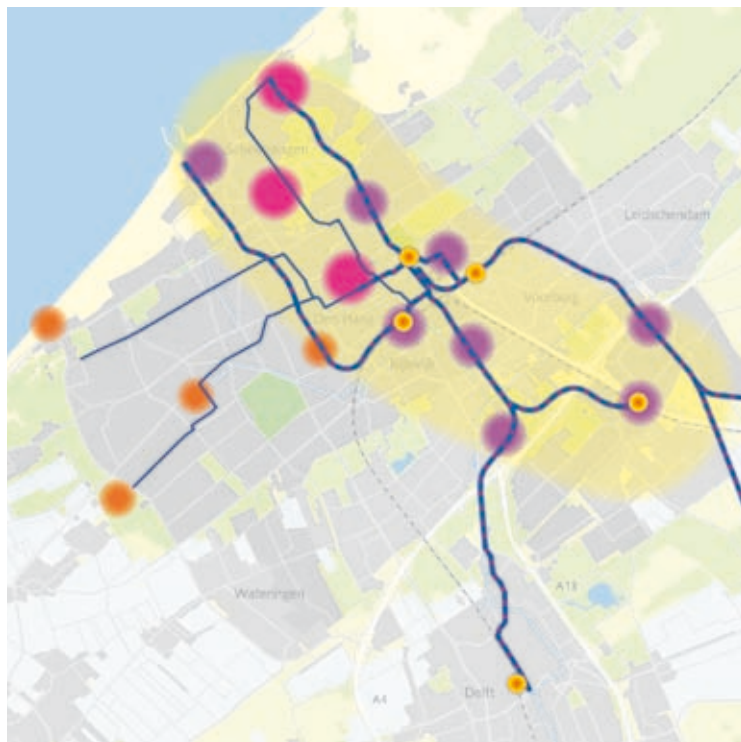 Scheveningen
Leidschendam
Voorburg
Den Haag
Rijswijk
Wateringen
A13
A4
Delft